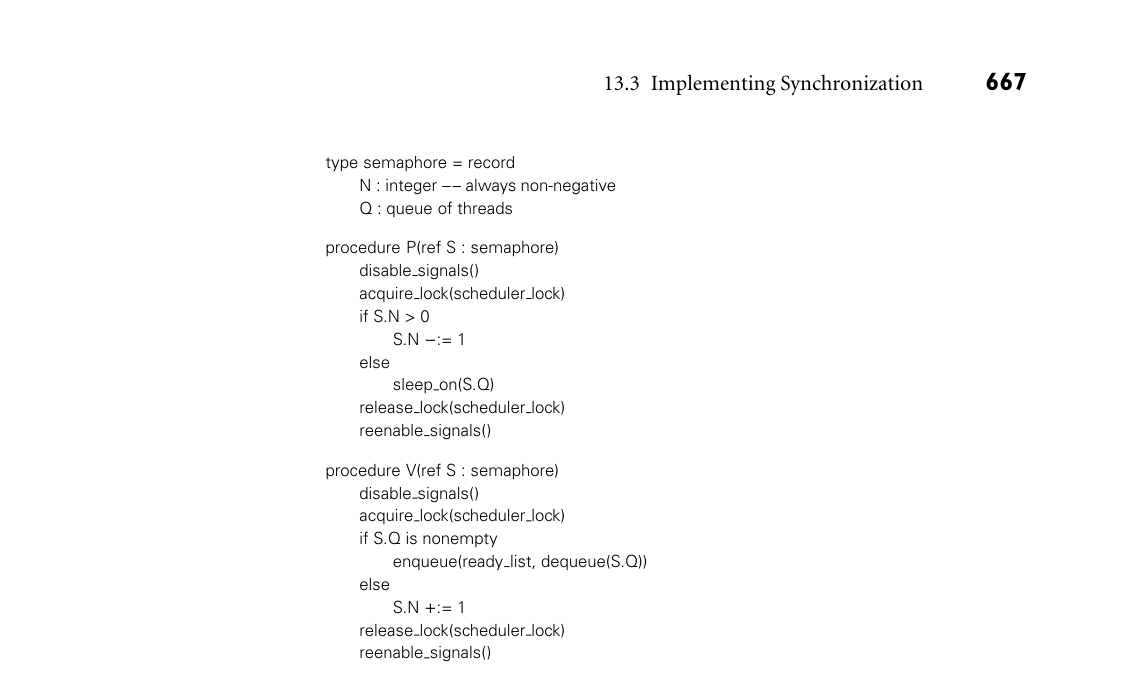 13.3 Implementing Synchronization 667
type semaphore = record
N : integer −− always non-negative
Q : queue of threads
procedure P(ref S : semaphore)
disable_signals()
acquire_lock(scheduler_lock)
if S.N > 0
S.N −:= 1
else
sleep_on(S.Q)
release_lock(scheduler_lock)
reenable_signals()
procedure V(ref S : semaphore)
disable_signals()
acquire_lock(scheduler_lock)
if S.Q is nonempty
enqueue(ready_list, dequeue(S.Q))
else
S.N +:= 1
release_lock(scheduler_lock)
reenable_signals()